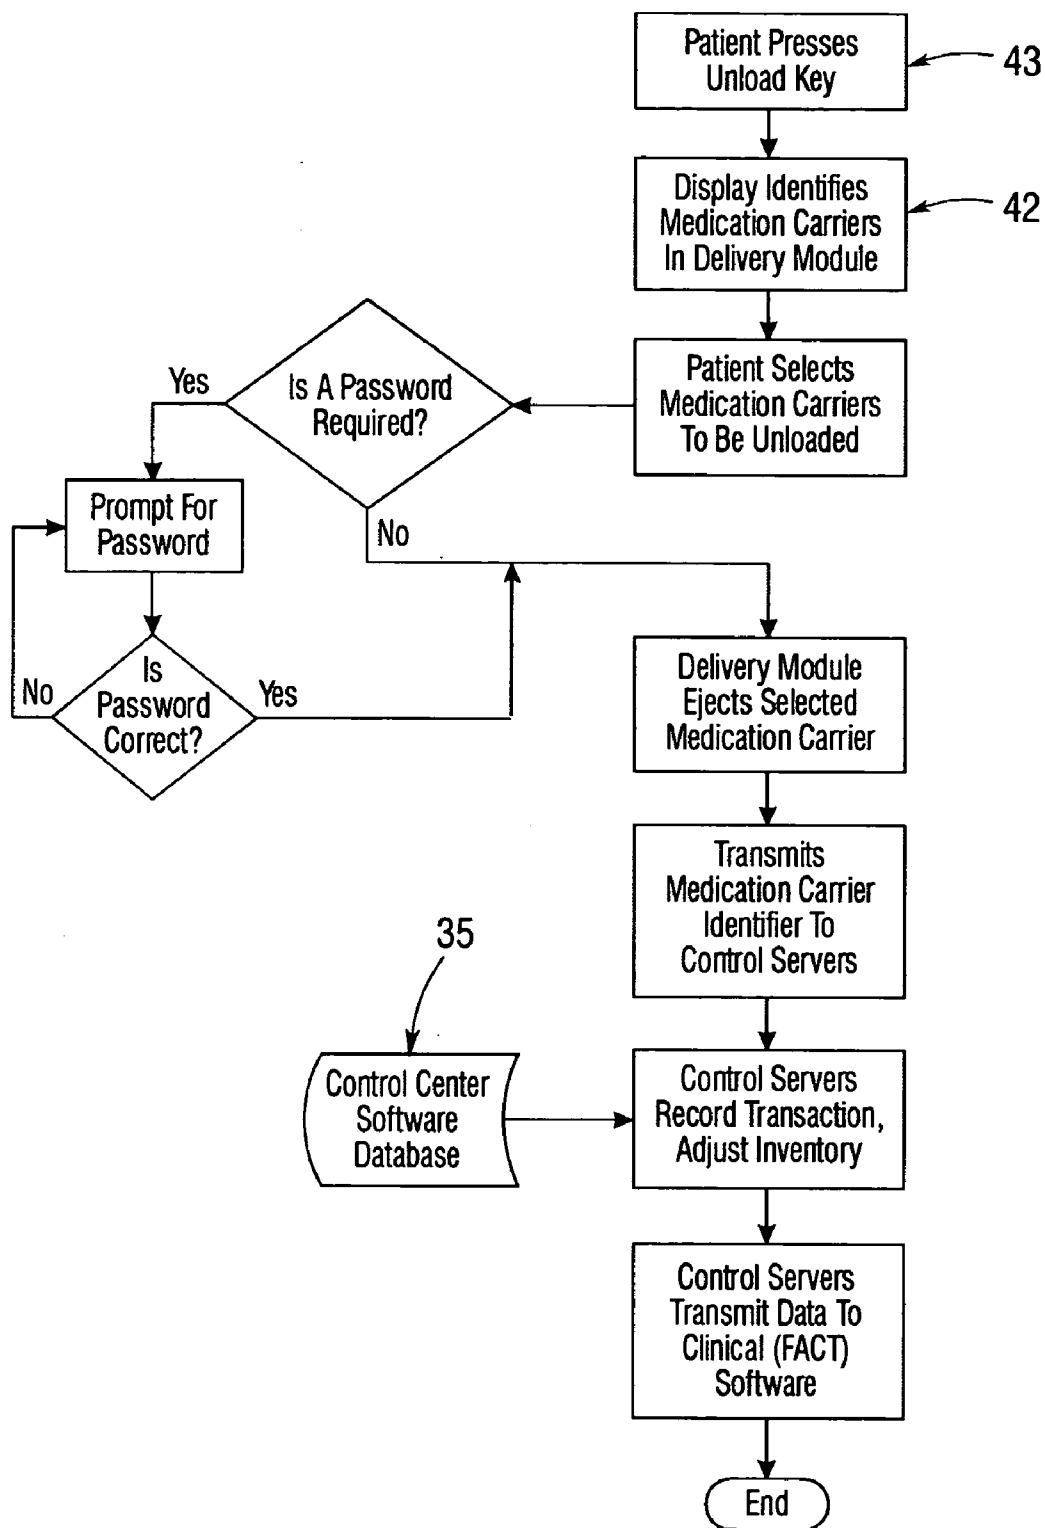 Patient Presses
Unload Key
43
Display Identifies
Medication Carriers
In Delivery Module
42
Patient Selects
Medication Carriers
To Be Unloaded
Is A Password
Required?
Yes
No
Prompt For
Password
Is
Password
Correct?
No
Yes
Delivery Module
Ejects Selected
Medication Carrier
Transmits
Medication Carrier
Identifier To
Control Servers
35
Control Center
Software
Database
Control Servers
Record Transaction,
Adjust Inventory
Control Servers
Transmit Data To
Clinical (FACT)
Software
End